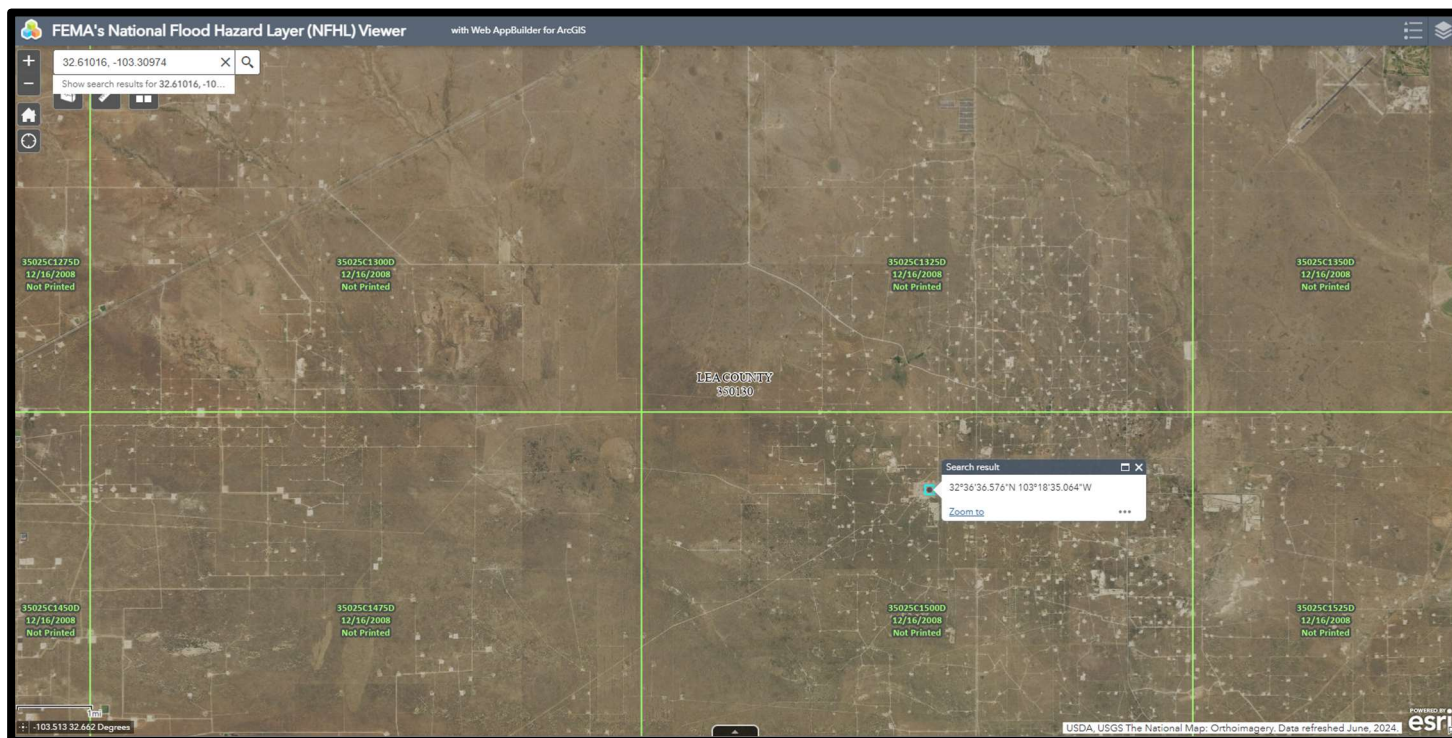 FEMA's National Flood Hazard Layer (NFHL) Viewer
with Web AppBuilder for ArcGIS
32.61016, -103.30974
Show search results for 32.61016, -10...
35025C1275D
12/16/2008
Not Printed
35025C1300D
12/16/2008
Not Printed
35025C1325D
12/16/2008
Not Printed
35025C1350D
12/16/2008
Not Printed
LEA COUNTY
350130
Search result
32°36'36.576"N 103°18'35.064"W
Zoom to
35025C1450D
12/16/2008
Not Printed
35025C1475D
12/16/2008
Not Printed
35025C1500D
12/16/2008
Not Printed
35025C1525D
12/16/2008
Not Printed
1mi
-103.513 32.662 Degrees
USDA, USGS The National Map: Orthoimagery. Data refreshed June, 2024.
POWERED BY
esri